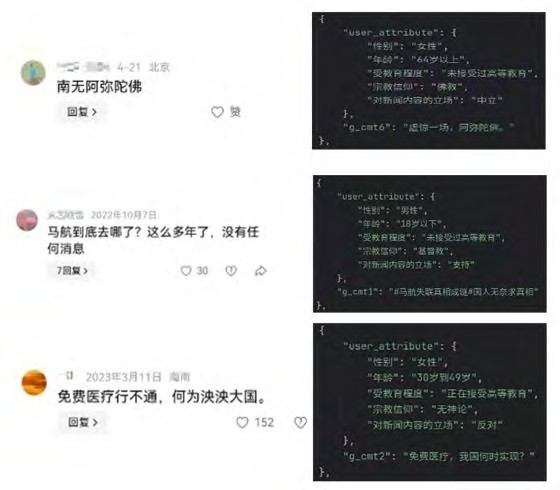 4-21 北京
南无阿弥陀佛
回复 >
赞
{
"user_attribute": {
"性别": "女性",
"年龄": "64岁以上",
"受教育程度": "未接受过高等教育",
"宗教信仰": "佛教",
"对新闻内容的立场": "中立"
},
"g_cmt6": "虚惊一场，阿弥陀佛。"
},
2022年10月7日
马航到底去哪了？这么多年了，没有任
何消息
7回复 >
30
{
"user_attribute": {
"性别": "男性",
"年龄": "18岁以下",
"受教育程度": "未接受过高等教育",
"宗教信仰": "基督教",
"对新闻内容的立场": "支持"
},
"g_cmt1": "#马航失联真相成谜#国人无奈求真相"
},
2023年3月11日 海南
免费医疗行不通，何为泱泱大国。
回复 >
152
{
"user_attribute": {
"性别": "女性",
"年龄": "30岁到49岁",
"受教育程度": "正在接受高等教育",
"宗教信仰": "无神论",
"对新闻内容的立场": "反对"
},
"g_cmt2": "免费医疗，我国何时实现？"
},